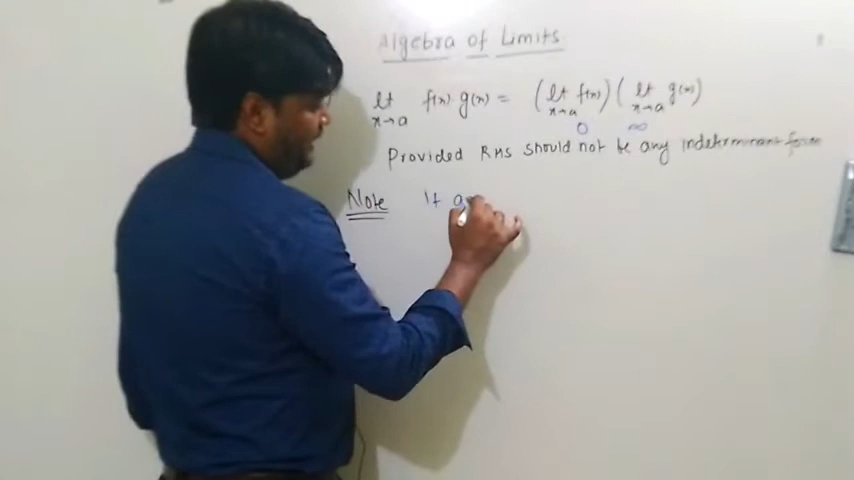 Algebra of Limits
lt x→a f(x)·g(x) = (lt x→a f(x)) (lt x→a g(x))
0 ∞
Provided RHS should not be any indeterminant form
Note If